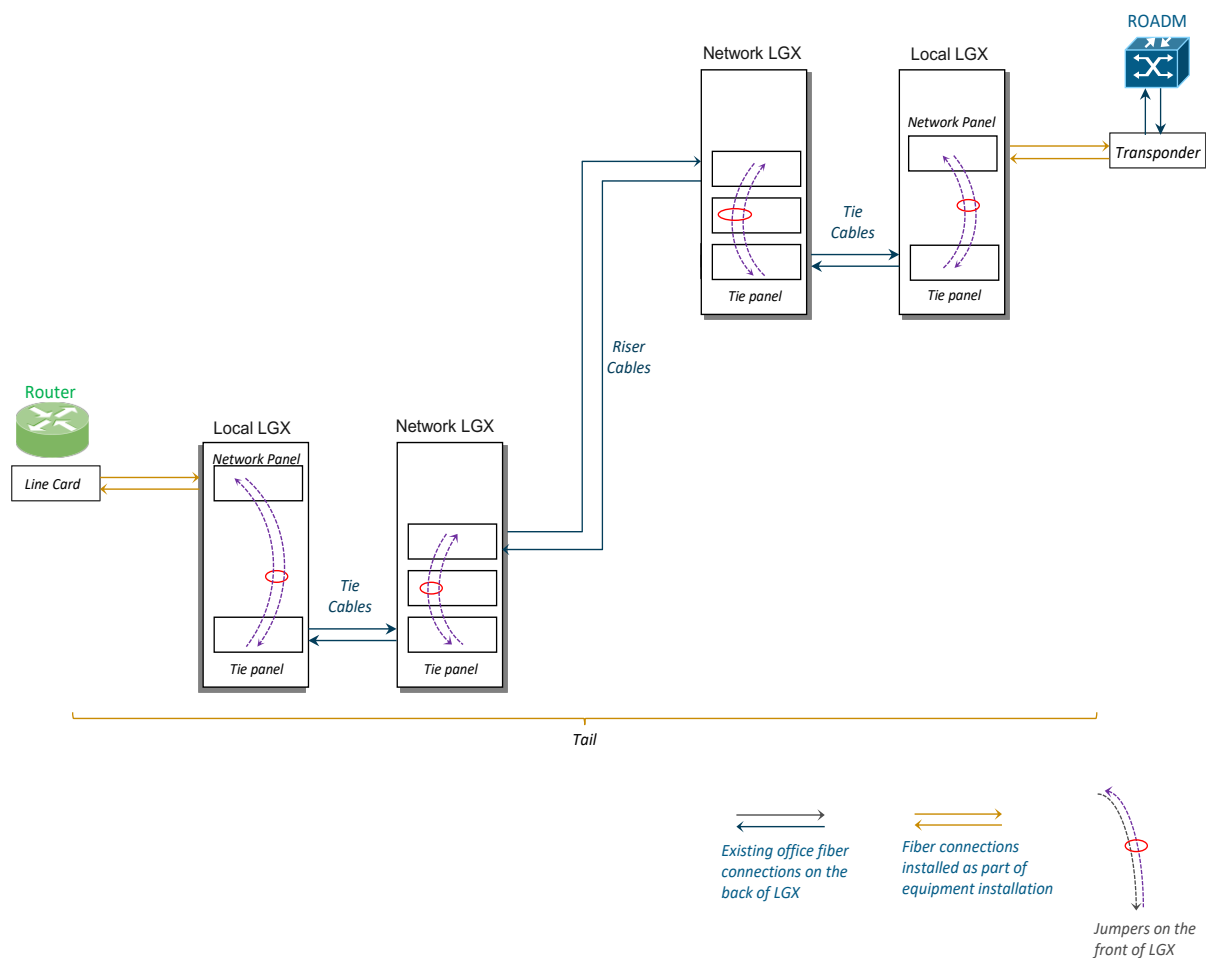 ROADM
Network LGX
Local LGX
Network Panel
Transponder
Tie
Cables
Tie panel
Tie panel
Riser
Cables
Router
Local LGX
Network LGX
Network Panel
Line Card
Tie
Cables
Tie panel
Tie panel
Tail
Existing office fiber
connections on the
back of LGX
Fiber connections
installed as part of
equipment installation
Jumpers on the
front of LGX